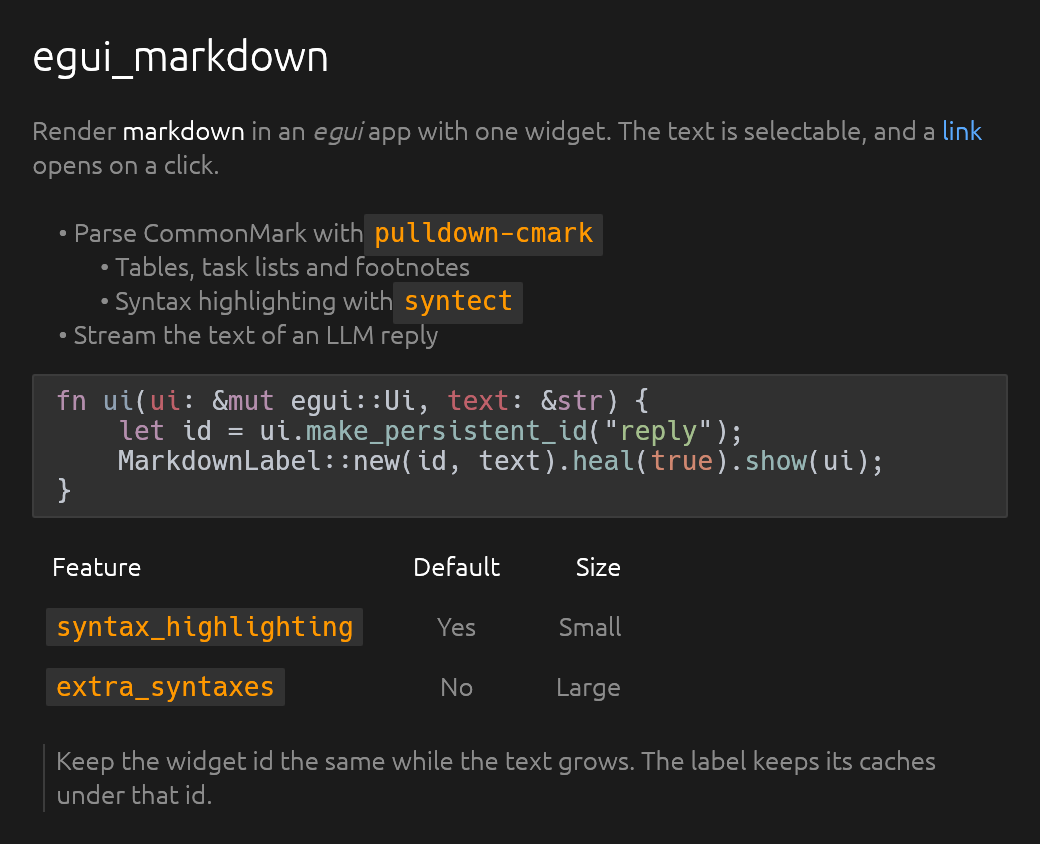 egui_markdown
Render markdown in an egui app with one widget. The text is selectable, and a link
opens on a click.
• Parse CommonMark with pulldown-cmark
• Tables, task lists and footnotes
• Syntax highlighting with syntect
• Stream the text of an LLM reply
fn ui(ui: &mut egui::Ui, text: &str) {
    let id = ui.make_persistent_id("reply");
    MarkdownLabel::new(id, text).heal(true).show(ui);
}
Feature Default Size
syntax_highlighting Yes Small
extra_syntaxes No Large
Keep the widget id the same while the text grows. The label keeps its caches
under that id.